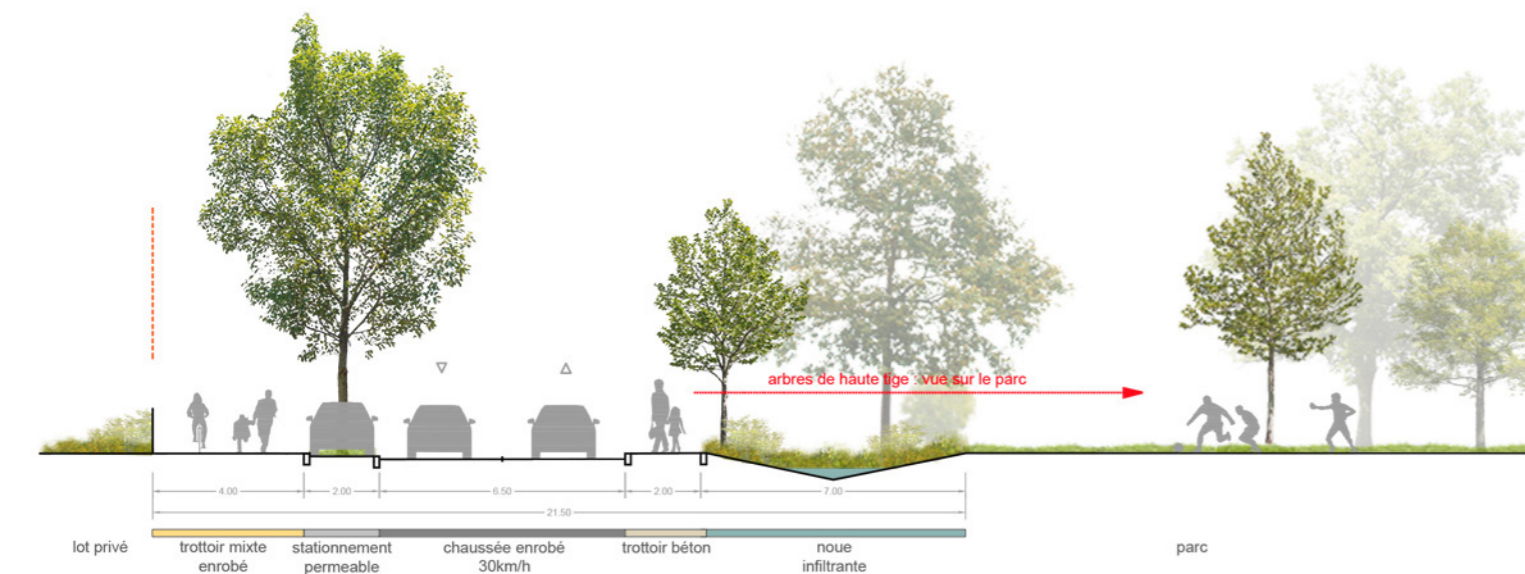 arbres de haute tige : vue sur le parc
4.00
2.00
6.50
2.00
7.00
21.50
lot privé
trottoir mixte
enrobé
stationnement
permeable
chaussée enrobé
30km/h
trottoir béton
noue
infiltrante
parc